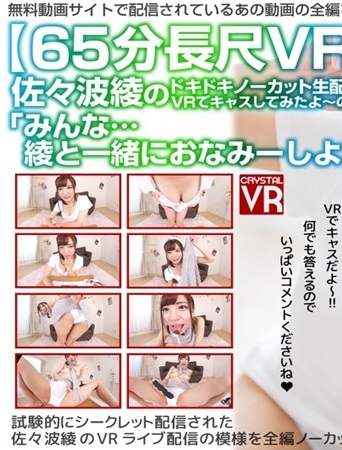 無料動画サイトで配信されているあの動画の全編
【65分長尺VR
佐々波綾のドキドキノーカット生配
VRでキャスしてみたよ〜の
「みんな…
綾と一緒におなみーしよ
CRYSTAL
VR
VRでキャスだよ〜!!
何でも答えるので
いっぱいコメントくださいね♥
試験的にシークレット配信された
佐々波綾のVRライブ配信の模様を全編ノーカッ